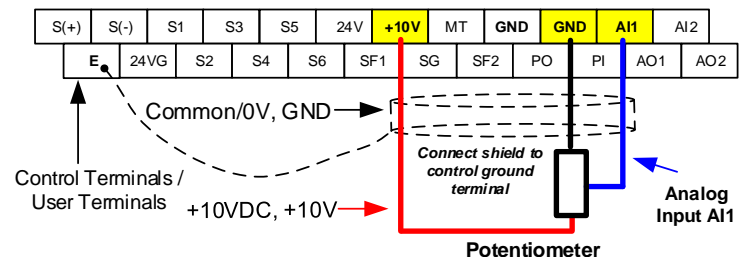 S(+) S(-) S1 S3 S5 24V +10V MT GND GND AI1 AI2
E 24VG S2 S4 S6 SF1 SG SF2 PO PI AO1 AO2
Common/0V, GND
Connect shield to
control ground
terminal
Control Terminals /
User Terminals
+10VDC, +10V
Analog
Input AI1
Potentiometer